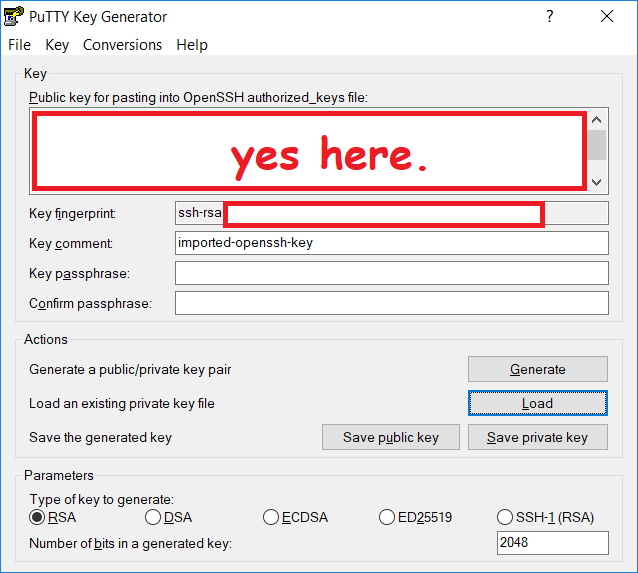 PuTTY Key Generator
File Key Conversions Help
Key
Public key for pasting into OpenSSH authorized_keys file:
yes here.
Key fingerprint: ssh-rsa
Key comment: imported-openssh-key
Key passphrase:
Confirm passphrase:
Actions
Generate a public/private key pair Generate
Load an existing private key file Load
Save the generated key Save public key Save private key
Parameters
Type of key to generate:
RSA DSA ECDSA ED25519 SSH-1 (RSA)
Number of bits in a generated key: 2048